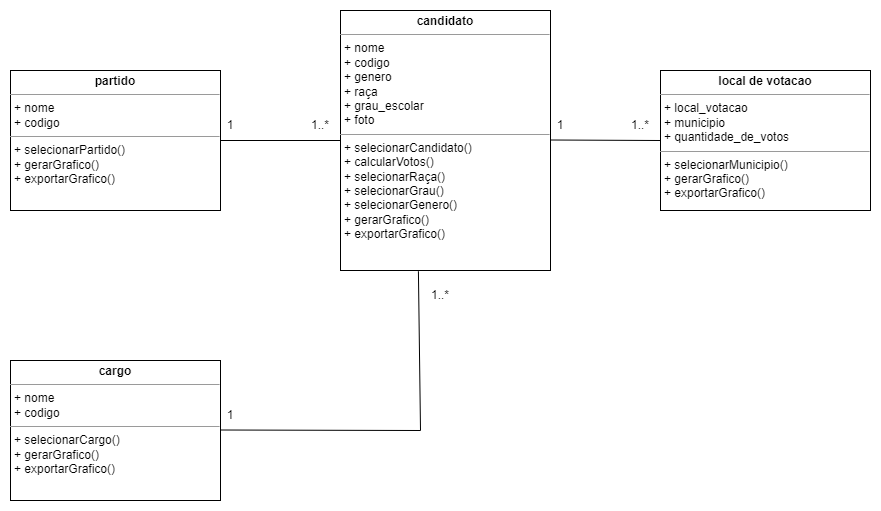 candidato
+ nome
+ codigo
+ genero
+ raça
+ grau_escolar
+ foto
+ selecionarCandidato()
+ calcularVotos()
+ selecionarRaça()
+ selecionarGrau()
+ selecionarGenero()
+ gerarGrafico()
+ exportarGrafico()
partido
+ nome
+ codigo
+ selecionarPartido()
+ gerarGrafico()
+ exportarGrafico()
1
1..*
1
1..*
local de votacao
+ local_votacao
+ municipio
+ quantidade_de_votos
+ selecionarMunicipio()
+ gerarGrafico()
+ exportarGrafico()
1..*
cargo
+ nome
+ codigo
+ selecionarCargo()
+ gerarGrafico()
+ exportarGrafico()
1